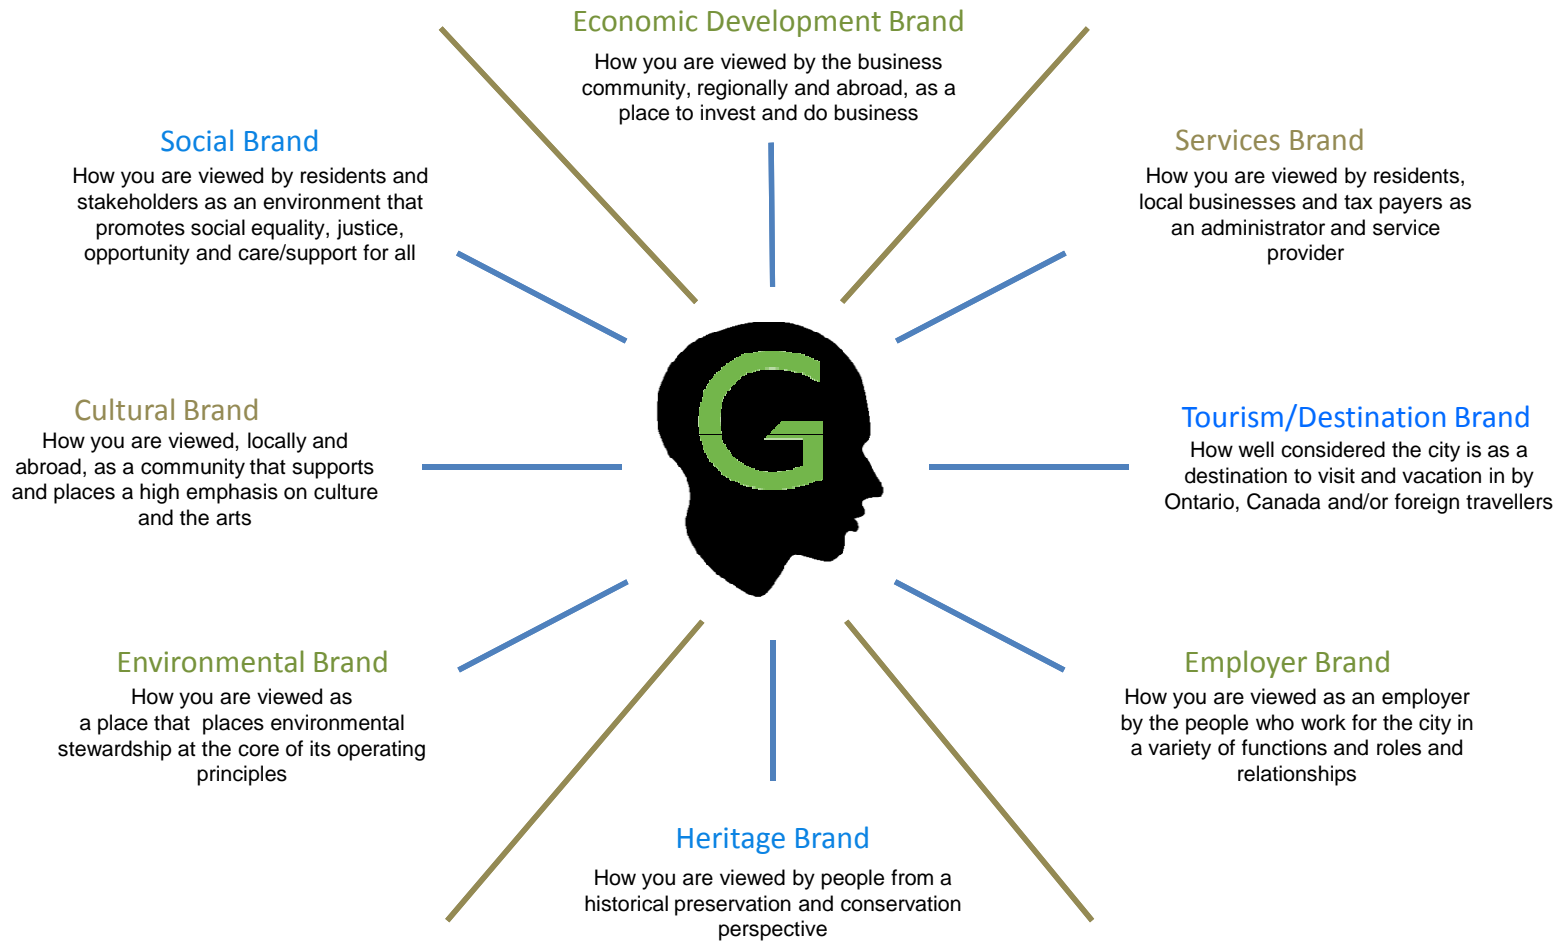 Economic Development Brand
How you are viewed by the business
community, regionally and abroad, as a
place to invest and do business
Social Brand
How you are viewed by residents and
stakeholders as an environment that
promotes social equality, justice,
opportunity and care/support for all
Services Brand
How you are viewed by residents,
local businesses and tax payers as
an administrator and service
provider
G
Cultural Brand
How you are viewed, locally and
abroad, as a community that supports
and places a high emphasis on culture
and the arts
Tourism/Destination Brand
How well considered the city is as a
destination to visit and vacation in by
Ontario, Canada and/or foreign travellers
Environmental Brand
How you are viewed as
a place that places environmental
stewardship at the core of its operating
principles
Employer Brand
How you are viewed as an employer
by the people who work for the city in
a variety of functions and roles and
relationships
Heritage Brand
How you are viewed by people from a
historical preservation and conservation
perspective